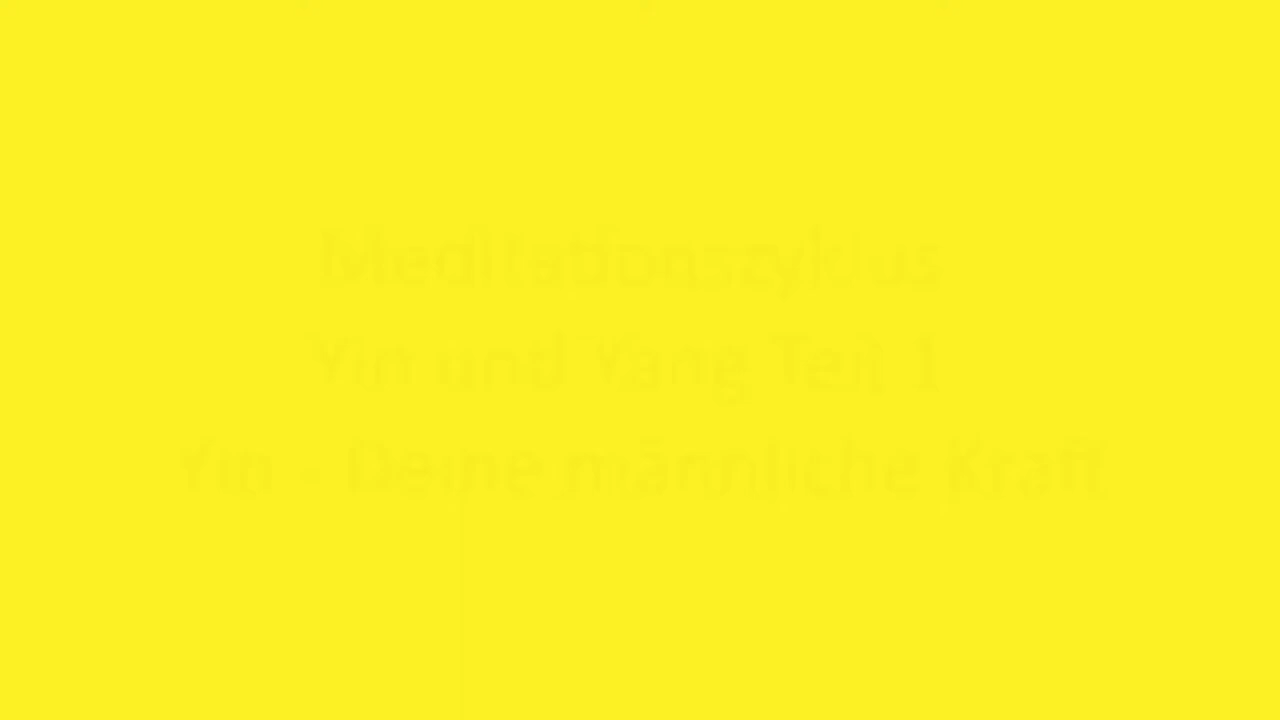 Meditationszyklus
Yin und Yang Teil 1
Yin - Deine männliche Kraft